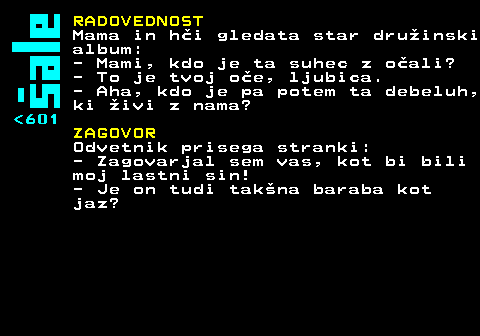 Šale
<601
RADOVEDNOST
Mama in hči gledata star družinski
album:
- Mami, kdo je ta suhec z očali?
- To je tvoj oče, ljubica.
- Aha, kdo je pa potem ta debeluh,
ki živi z nama?
ZAGOVOR
Odvetnik prisega stranki:
- Zagovarjal sem vas, kot bi bili
moj lastni sin!
- Je on tudi takšna baraba kot
jaz?